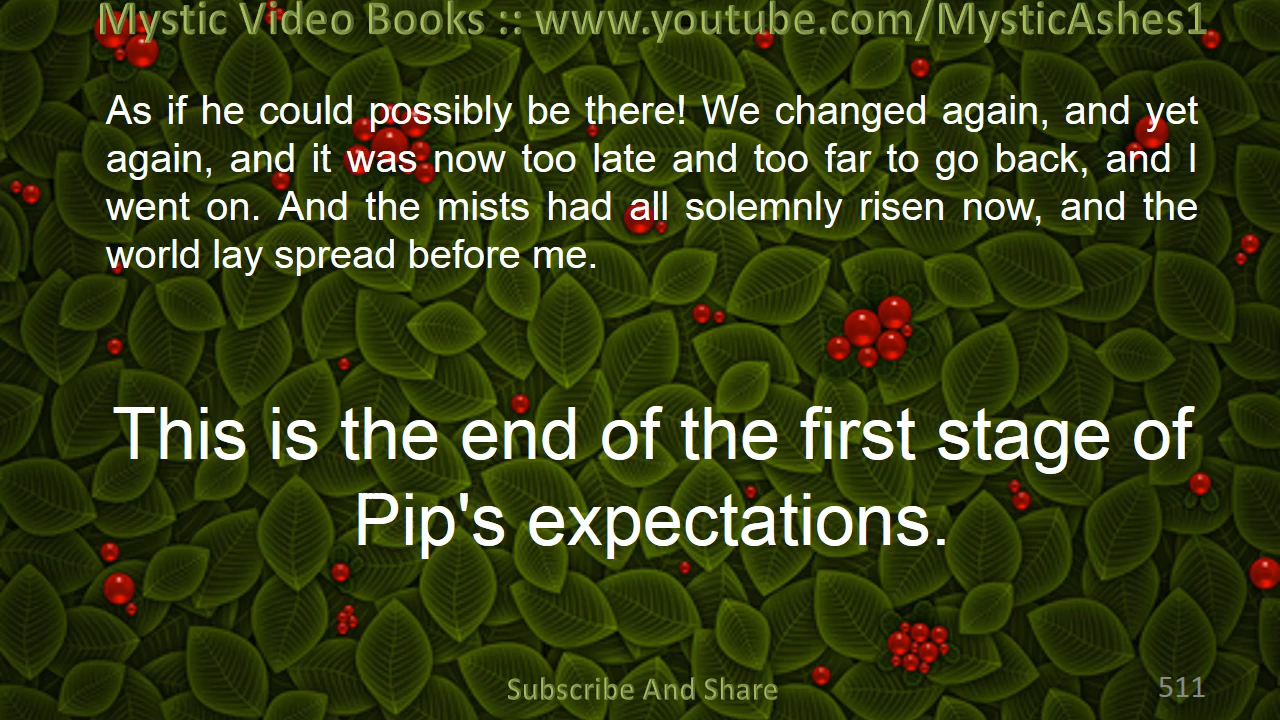 Mystic Video Books :: www.youtube.com/MysticAshes1
As if he could possibly be there! We changed again, and yet
again, and it was now too late and too far to go back, and I
went on. And the mists had all solemnly risen now, and the
world lay spread before me.
This is the end of the first stage of
Pip's expectations.
Subscribe And Share
511